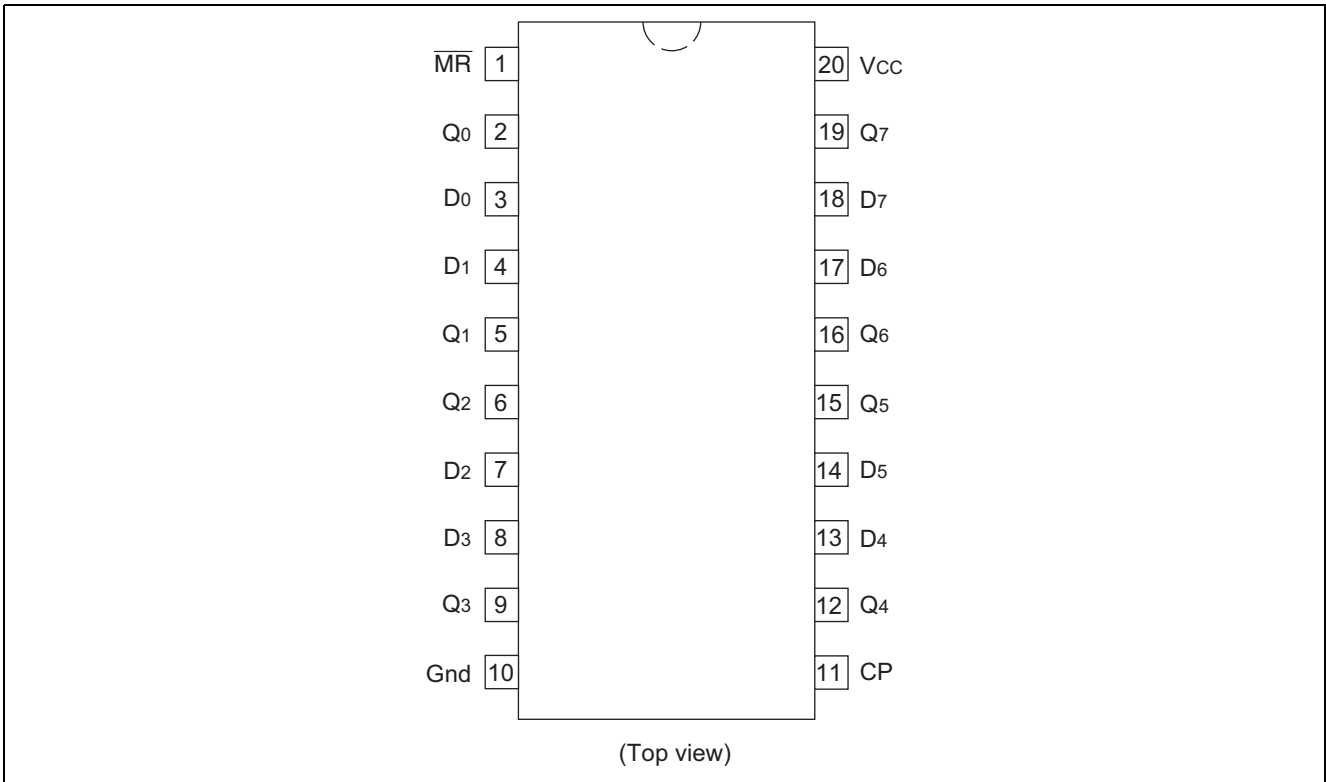 M̅R̅ 1 20 VCC
Q0 2 19 Q7
D0 3 18 D7
D1 4 17 D6
Q1 5 16 Q6
Q2 6 15 Q5
D2 7 14 D5
D3 8 13 D4
Q3 9 12 Q4
Gnd 10 11 CP
(Top view)